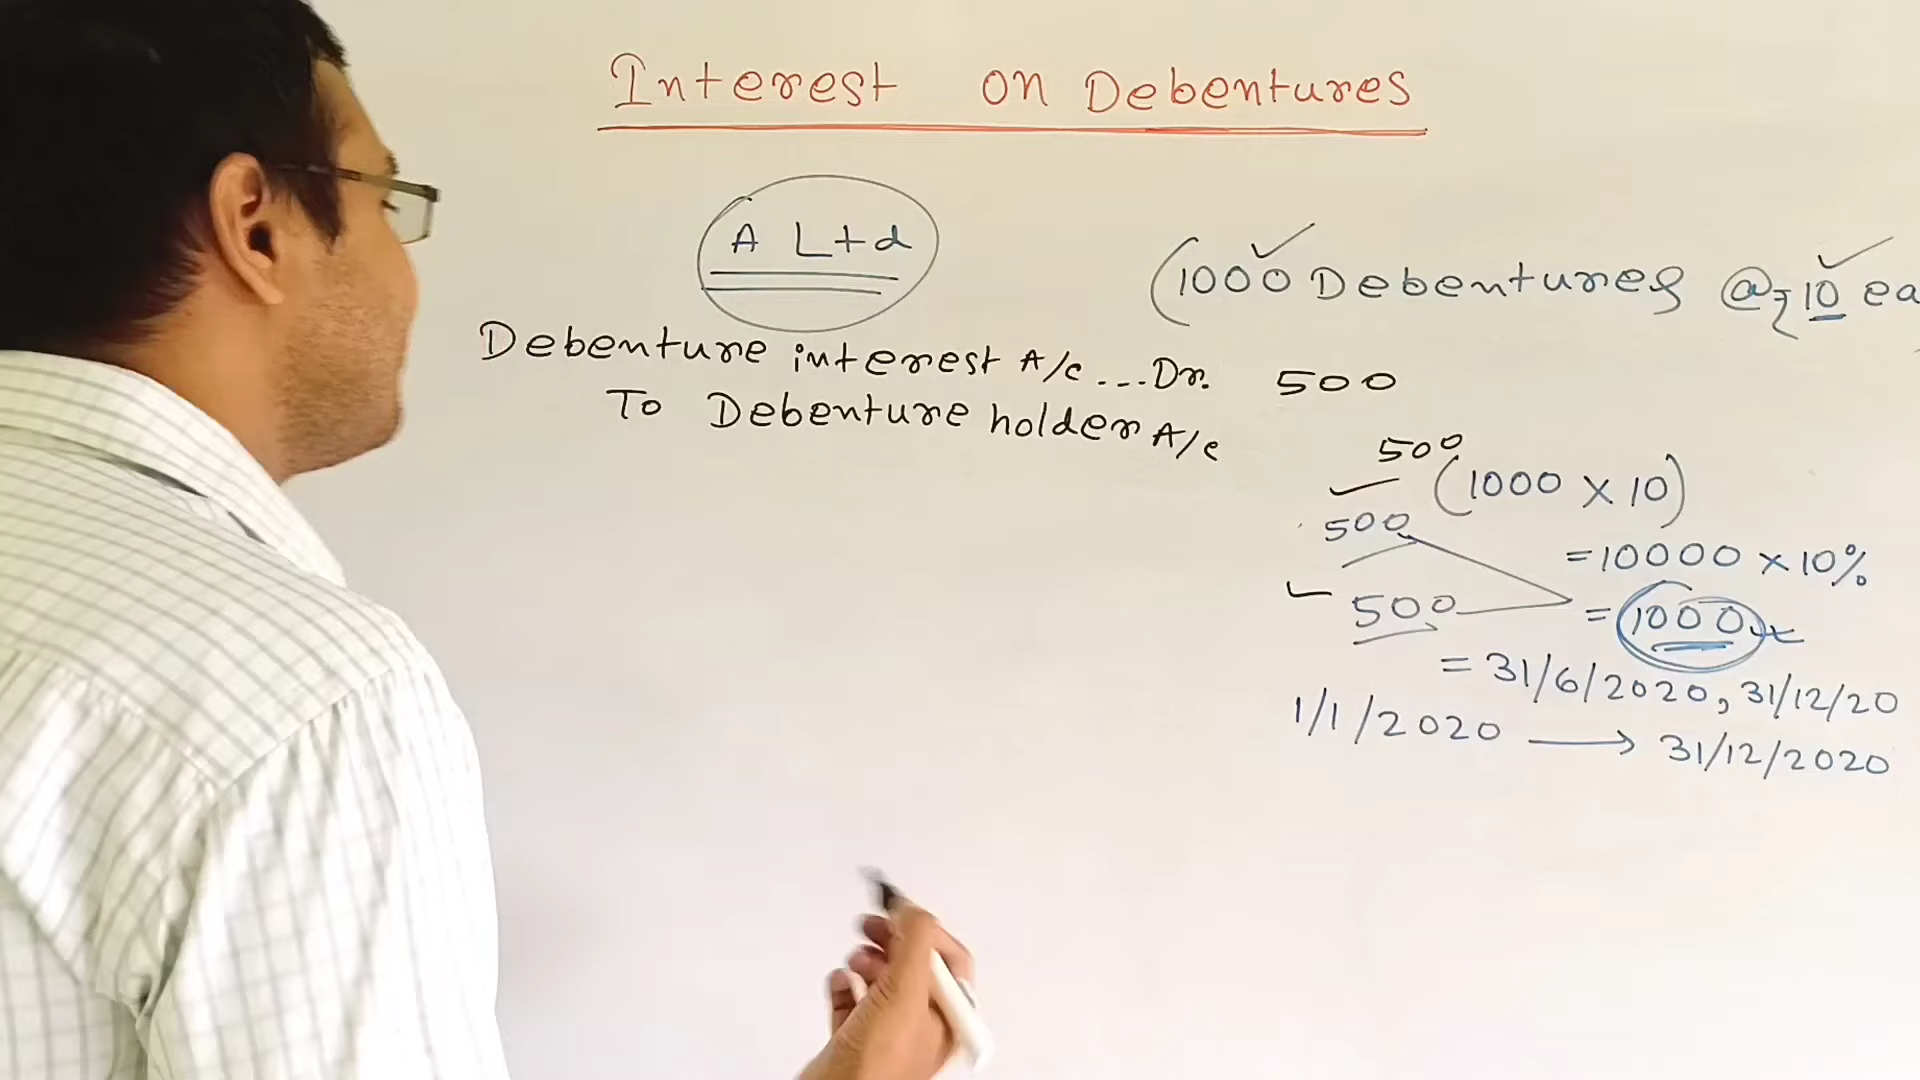 Interest on Debentures
A Ltd
(1000 Debentures @ ₹10 ea
Debenture interest A/c ...Dr. 500
To Debenture holder A/c 500
(1000 × 10)
500
= 10000 × 10%
500 = 1000
= 31/6/2020, 31/12/20
1/1/2020 → 31/12/2020